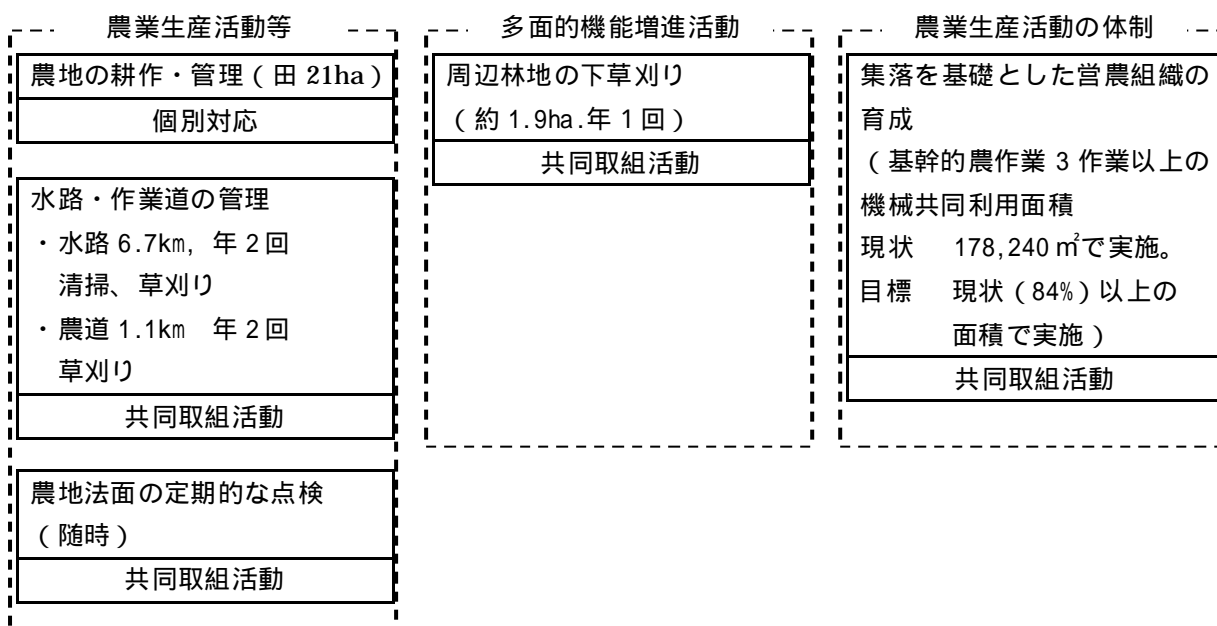 農業生産活動等
農地の耕作・管理(田 21ha)
個別対応
水路・作業道の管理
・水路 6.7km, 年2回
清掃、草刈り
・農道 1.1km 年2回
草刈り
共同取組活動
農地法面の定期的な点検
(随時)
共同取組活動
多面的機能増進活動
周辺林地の下草刈り
(約 1.9ha.年1回)
共同取組活動
農業生産活動の体制
集落を基礎とした営農組織の
育成
(基幹的農作業 3 作業以上の
機械共同利用面積
現状 178,240 ㎡で実施。
目標 現状(84%)以上の
面積で実施)
共同取組活動